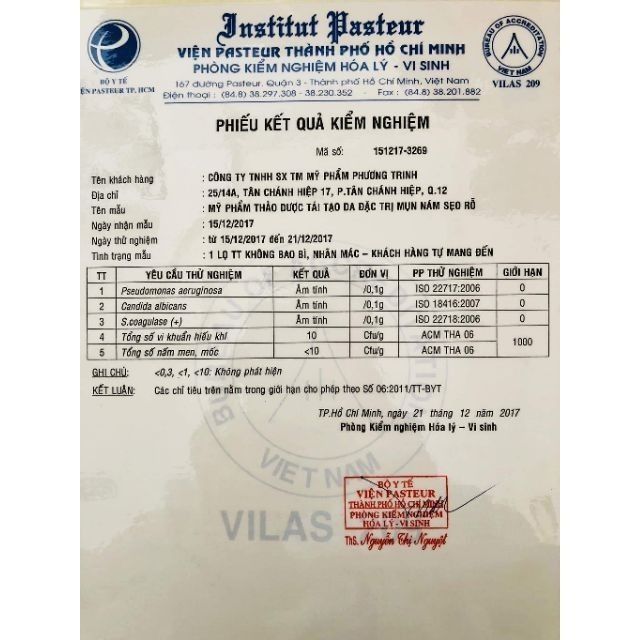 Institut Pasteur
VIỆN PASTEUR THÀNH PHỐ HỒ CHÍ MINH
PHÒNG KIỂM NGHIỆM HÓA LÝ - VI SINH
167 đường Pasteur, Quận 3 - Thành phố Hồ Chí Minh, Việt Nam
Điện thoại : (84.8) 38.297.308 - 38.230.352 - Fax : (84.8) 38.201.882
BỘ Y TẾ
VIỆN PASTEUR TP. HCM
BUREAU OF ACCREDITATION
VIET NAM
VILAS 209
PHIẾU KẾT QUẢ KIỂM NGHIỆM
Mã số: 151217-3269
Tên khách hàng : CÔNG TY TNHH SX TM MỸ PHẨM PHƯƠNG TRINH
Địa chỉ : 25/14A, TÂN CHÁNH HIỆP 17, P.TÂN CHÁNH HIỆP, Q.12
Tên mẫu : MỸ PHẨM THẢO DƯỢC TÁI TẠO DA ĐẶC TRỊ MỤN NÁM SẸO RỖ
Ngày nhận mẫu : 15/12/2017
Ngày thử nghiệm : từ 15/12/2017 đến 21/12/2017
Tình trạng mẫu : 1 LỌ TT KHÔNG BAO BÌ, NHÃN MÁC – KHÁCH HÀNG TỰ MANG ĐẾN
TT YÊU CẦU THỬ NGHIỆM KẾT QUẢ ĐƠN VỊ PP THỬ NGHIỆM GIỚI HẠN
1 Pseudomonas aeruginosa Âm tính /0,1g ISO 22717:2006 0
2 Candida albicans Âm tính /0,1g ISO 18416:2007 0
3 S.coagulase (+) Âm tính /0,1g ISO 22718:2006 0
4 Tổng số vi khuẩn hiếu khí 10 Cfu/g ACM THA 06 1000
5 Tổng số nấm men, mốc <10 Cfu/g ACM THA 06
GHI CHÚ: <0,3, <1, <10: Không phát hiện
KẾT LUẬN: Các chỉ tiêu trên nằm trong giới hạn cho phép theo Số 06:2011/TT-BYT
TP.Hồ Chí Minh, ngày 21 tháng 12 năm 2017
Phòng Kiểm nghiệm Hóa lý – Vi sinh
VIET NAM
VILAS
BỘ Y TẾ
VIỆN PASTEUR
THÀNH PHỐ HỒ CHÍ MINH
PHÒNG KIỂM NGHIỆM
HÓA LÝ - VI SINH
ThS. Nguyễn Thị Nguyệt